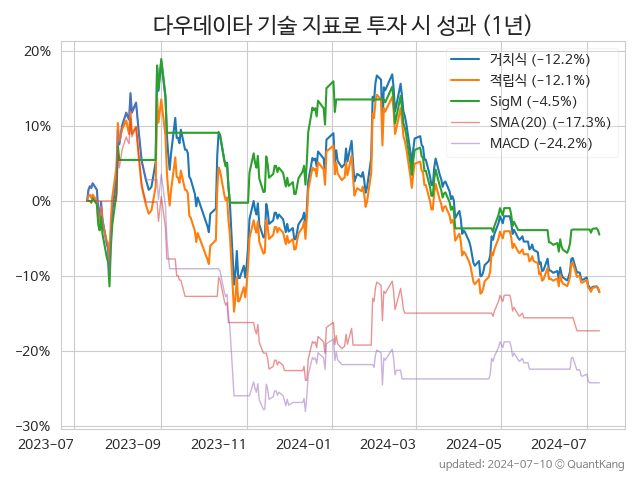 다우데이타 기술 지표로 투자 시 성과 (1년)
거치식 (−12.2%)
적립식 (−12.1%)
SigM (−4.5%)
SMA(20) (−17.3%)
MACD (−24.2%)
20%
10%
0%
−10%
−20%
−30%
2023-07
2023-09
2023-11
2024-01
2024-03
2024-05
2024-07
updated: 2024-07-10 © QuantKang